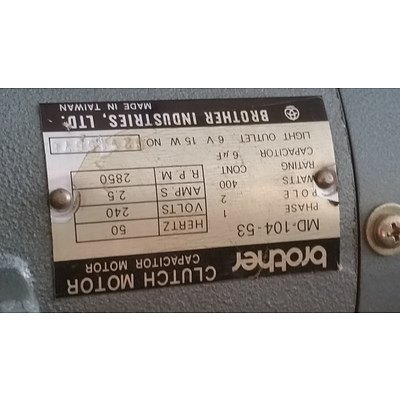 brother CLUTCH MOTOR
CAPACITOR MOTOR
MD-104-53
PHASE 1 HERTZ 50
POLE 2 VOLTS 240
WATTS 400 AMP.S 2.5
RATING CONT R.P.M 2850
CAPACITOR 6 µF
LIGHT OUTLET 6 V 15 W NO.
BROTHER INDUSTRIES, LTD.
MADE IN TAIWAN